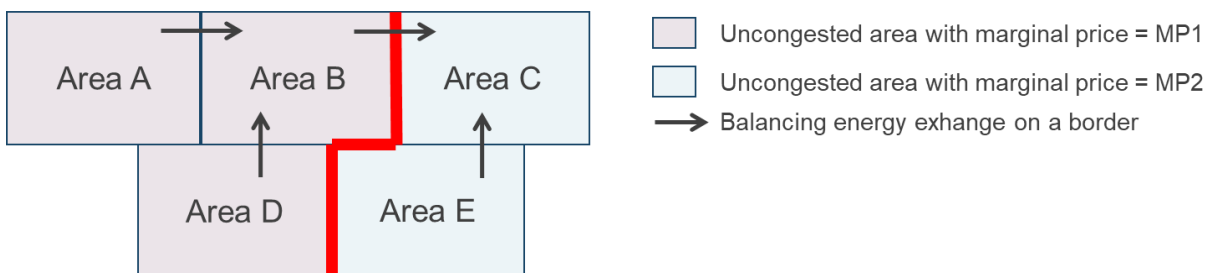 Area A
Area B
Area C
Area D
Area E
Uncongested area with marginal price = MP1
Uncongested area with marginal price = MP2
Balancing energy exhange on a border